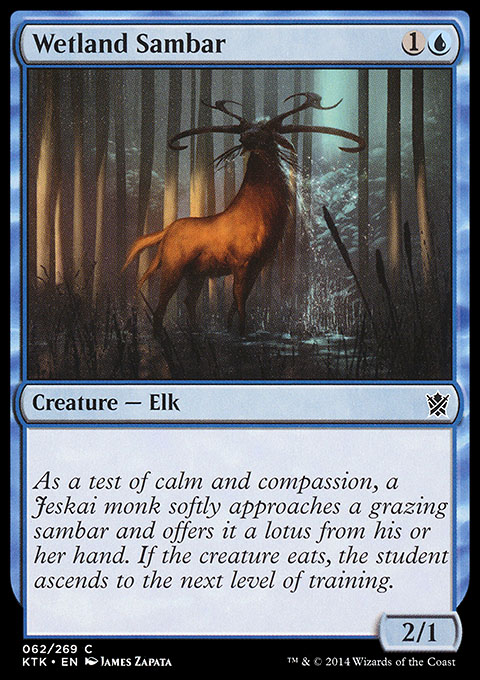 Wetland Sambar
1
Creature — Elk
As a test of calm and compassion, a
Jeskai monk softly approaches a grazing
sambar and offers it a lotus from his or
her hand. If the creature eats, the student
ascends to the next level of training.
2/1
062/269 C
KTK • EN James Zapata
™ & © 2014 Wizards of the Coast